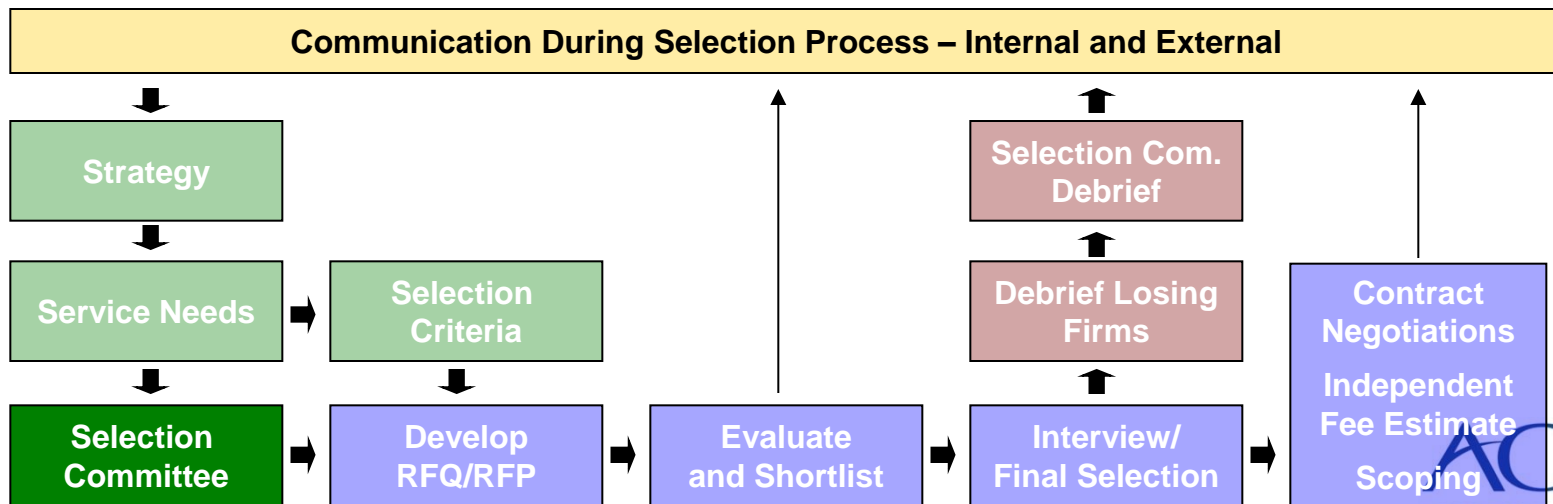 Communication During Selection Process – Internal and External
Strategy
Service Needs
Selection
Criteria
Selection
Committee
Develop
RFQ/RFP
Evaluate
and Shortlist
Selection Com.
Debrief
Debrief Losing
Firms
Interview/
Final Selection
Contract
Negotiations
Independent
Fee Estimate
Scoping